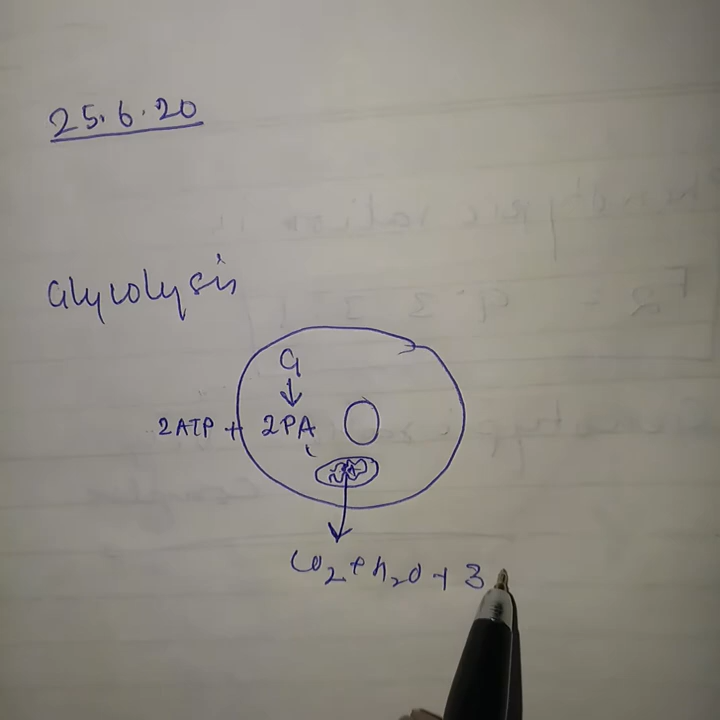 25.6.20
Glycolysis
G
2ATP + 2PA
CO2 + H2O + 3